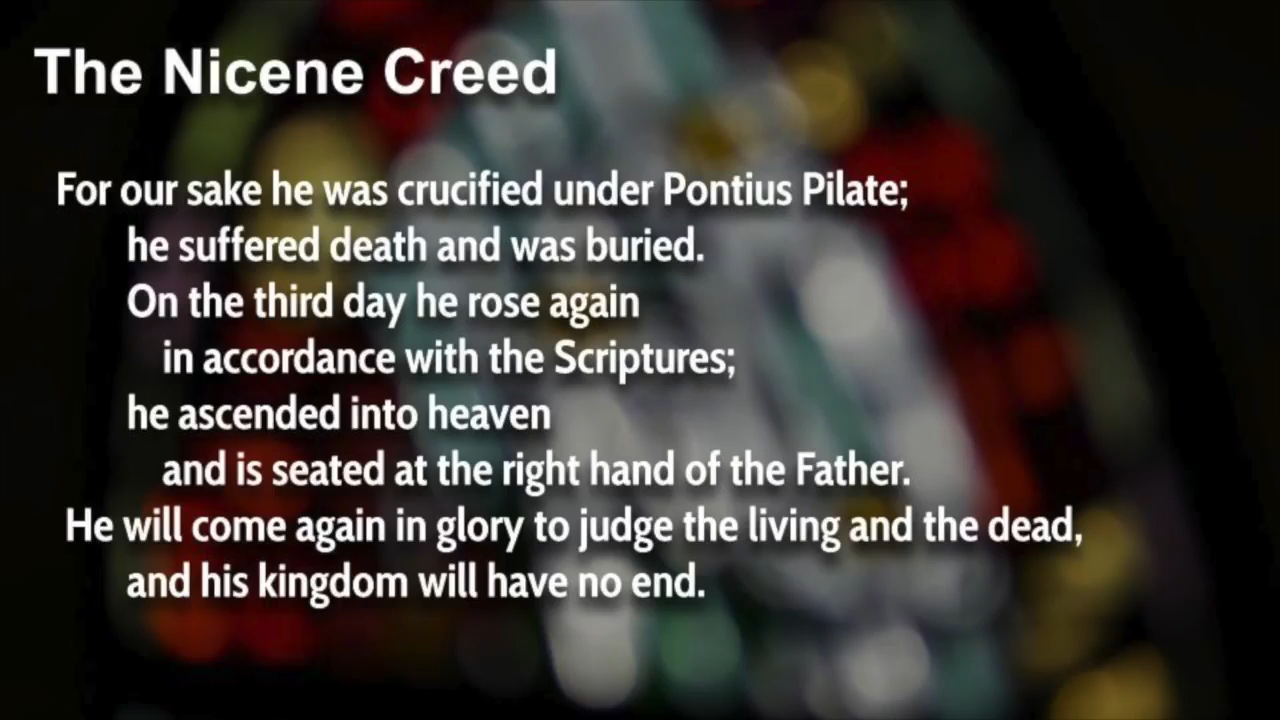 The Nicene Creed
For our sake he was crucified under Pontius Pilate;
he suffered death and was buried.
On the third day he rose again
in accordance with the Scriptures;
he ascended into heaven
and is seated at the right hand of the Father.
He will come again in glory to judge the living and the dead,
and his kingdom will have no end.